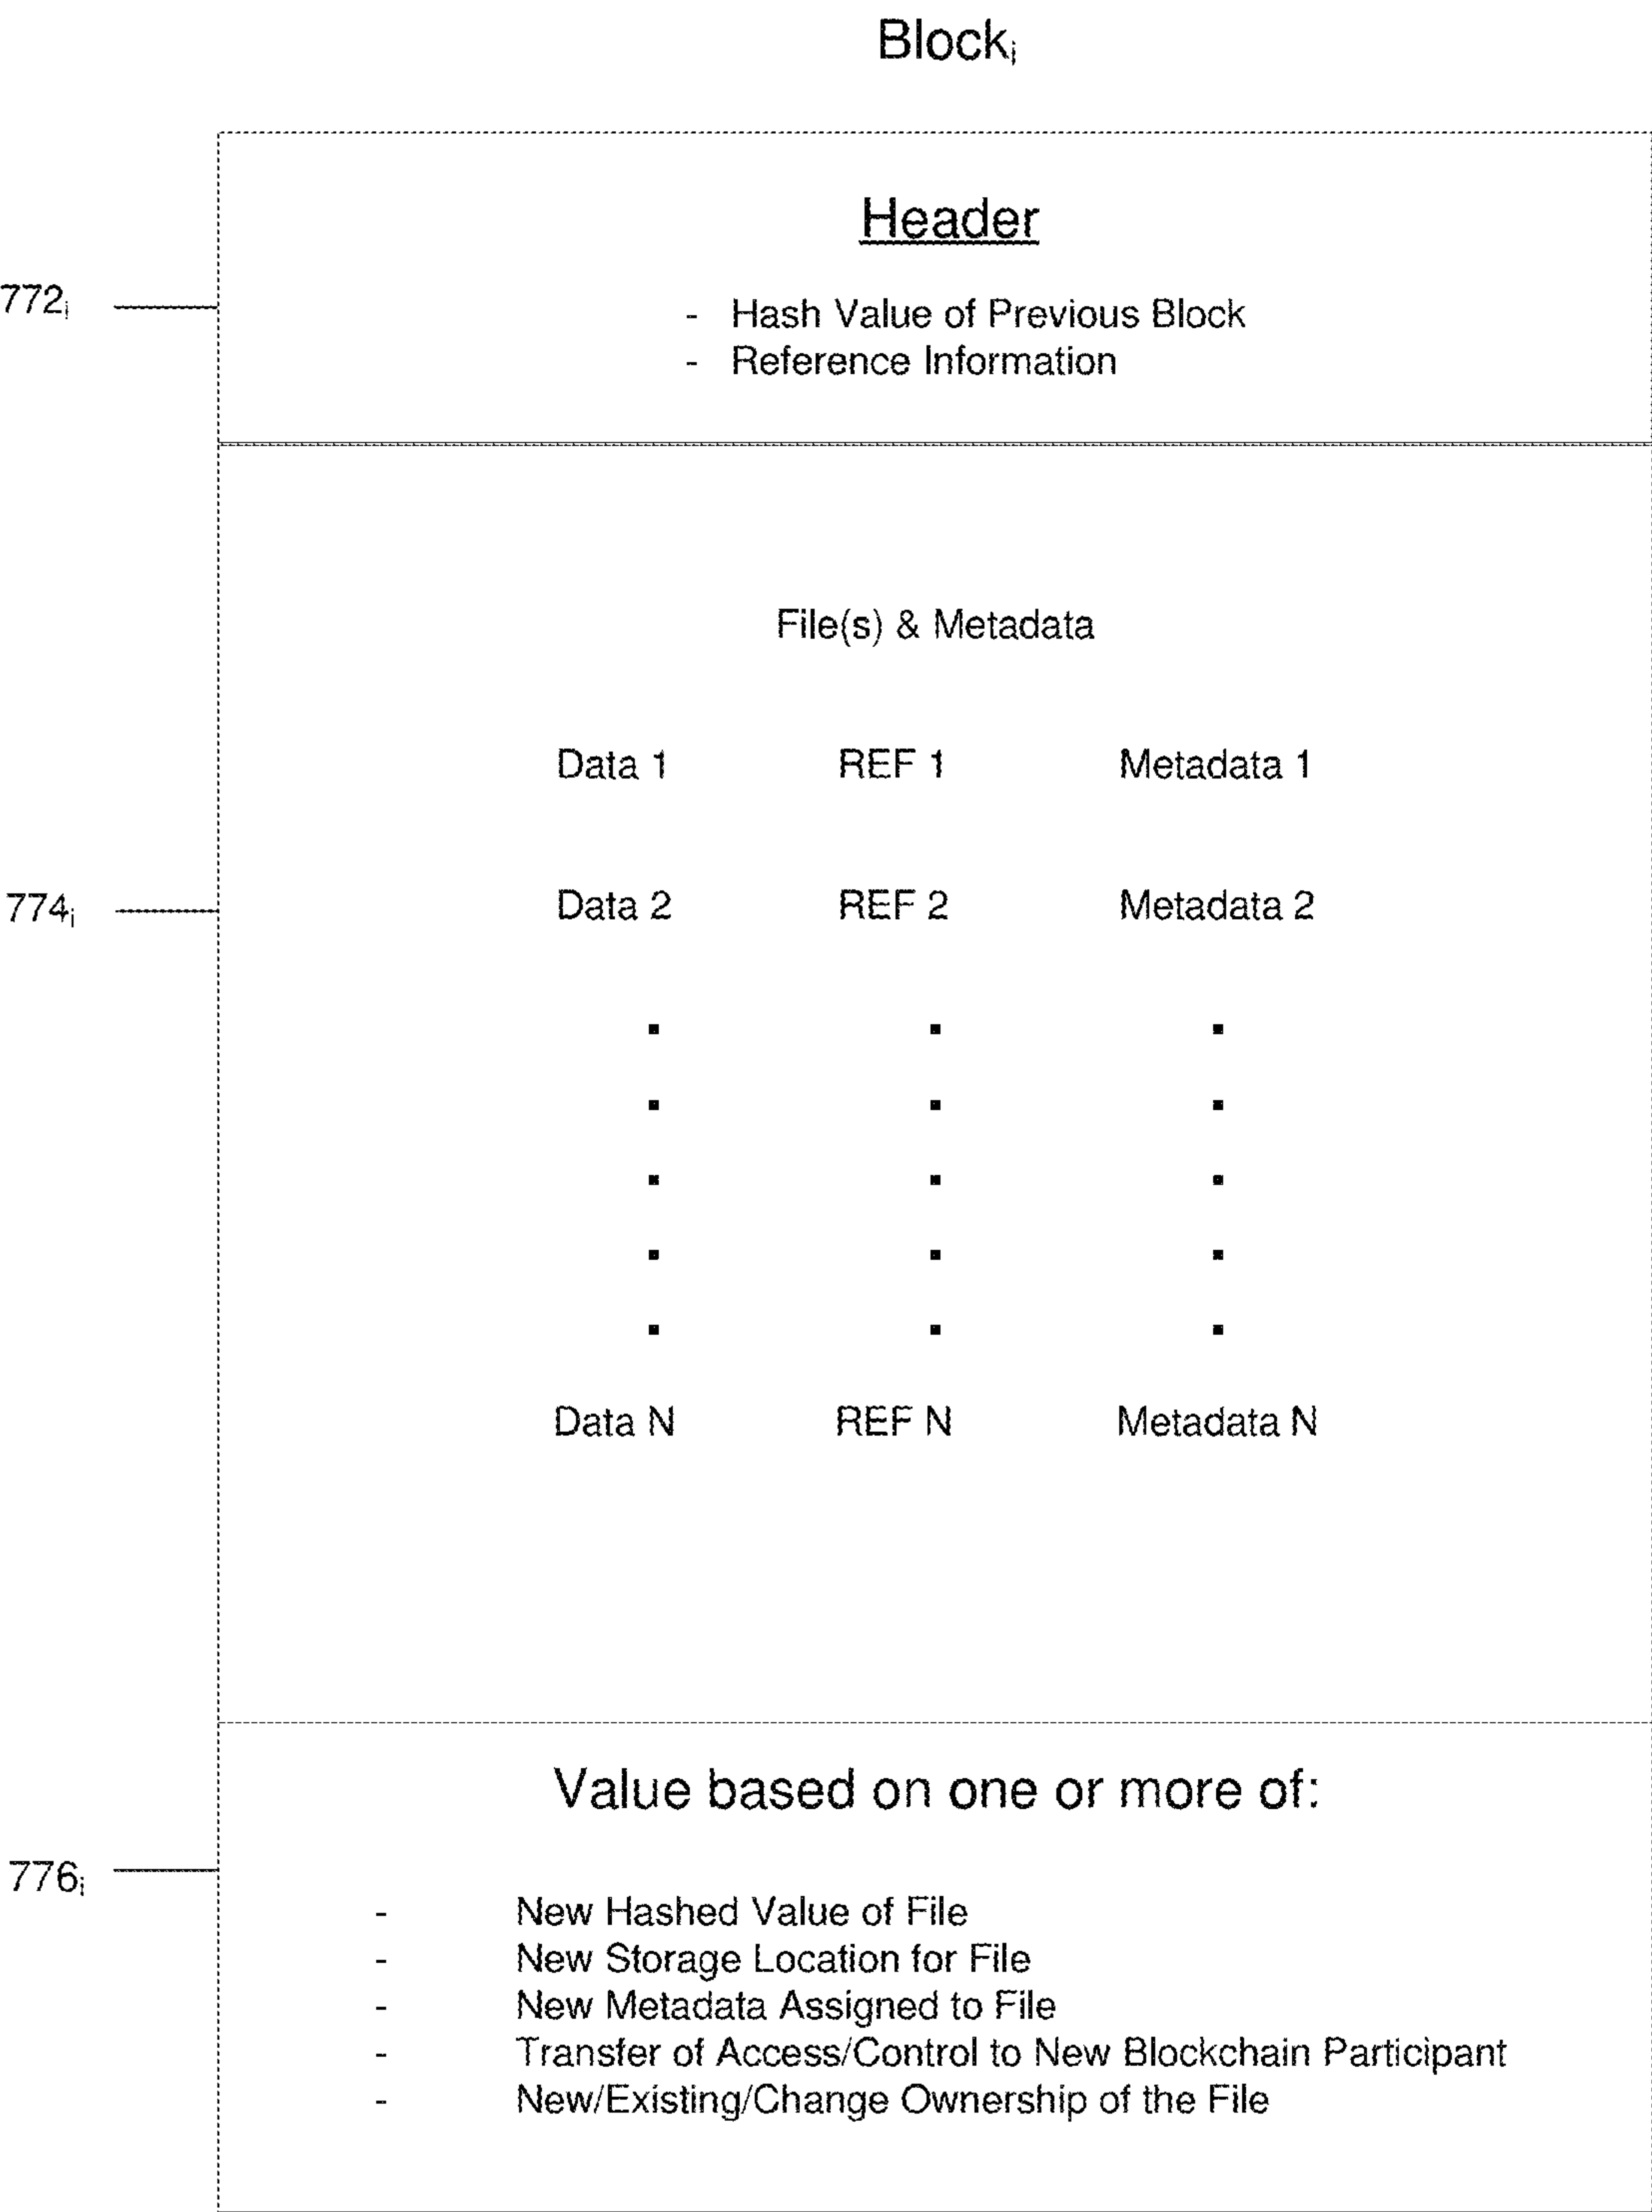 Blockᵢ
Header
772ᵢ
- Hash Value of Previous Block
- Reference Information
File(s) & Metadata
Data 1 REF 1 Metadata 1
774ᵢ Data 2 REF 2 Metadata 2
Data N REF N Metadata N
Value based on one or more of:
776ᵢ
- New Hashed Value of File
- New Storage Location for File
- New Metadata Assigned to File
- Transfer of Access/Control to New Blockchain Participant
- New/Existing/Change Ownership of the File